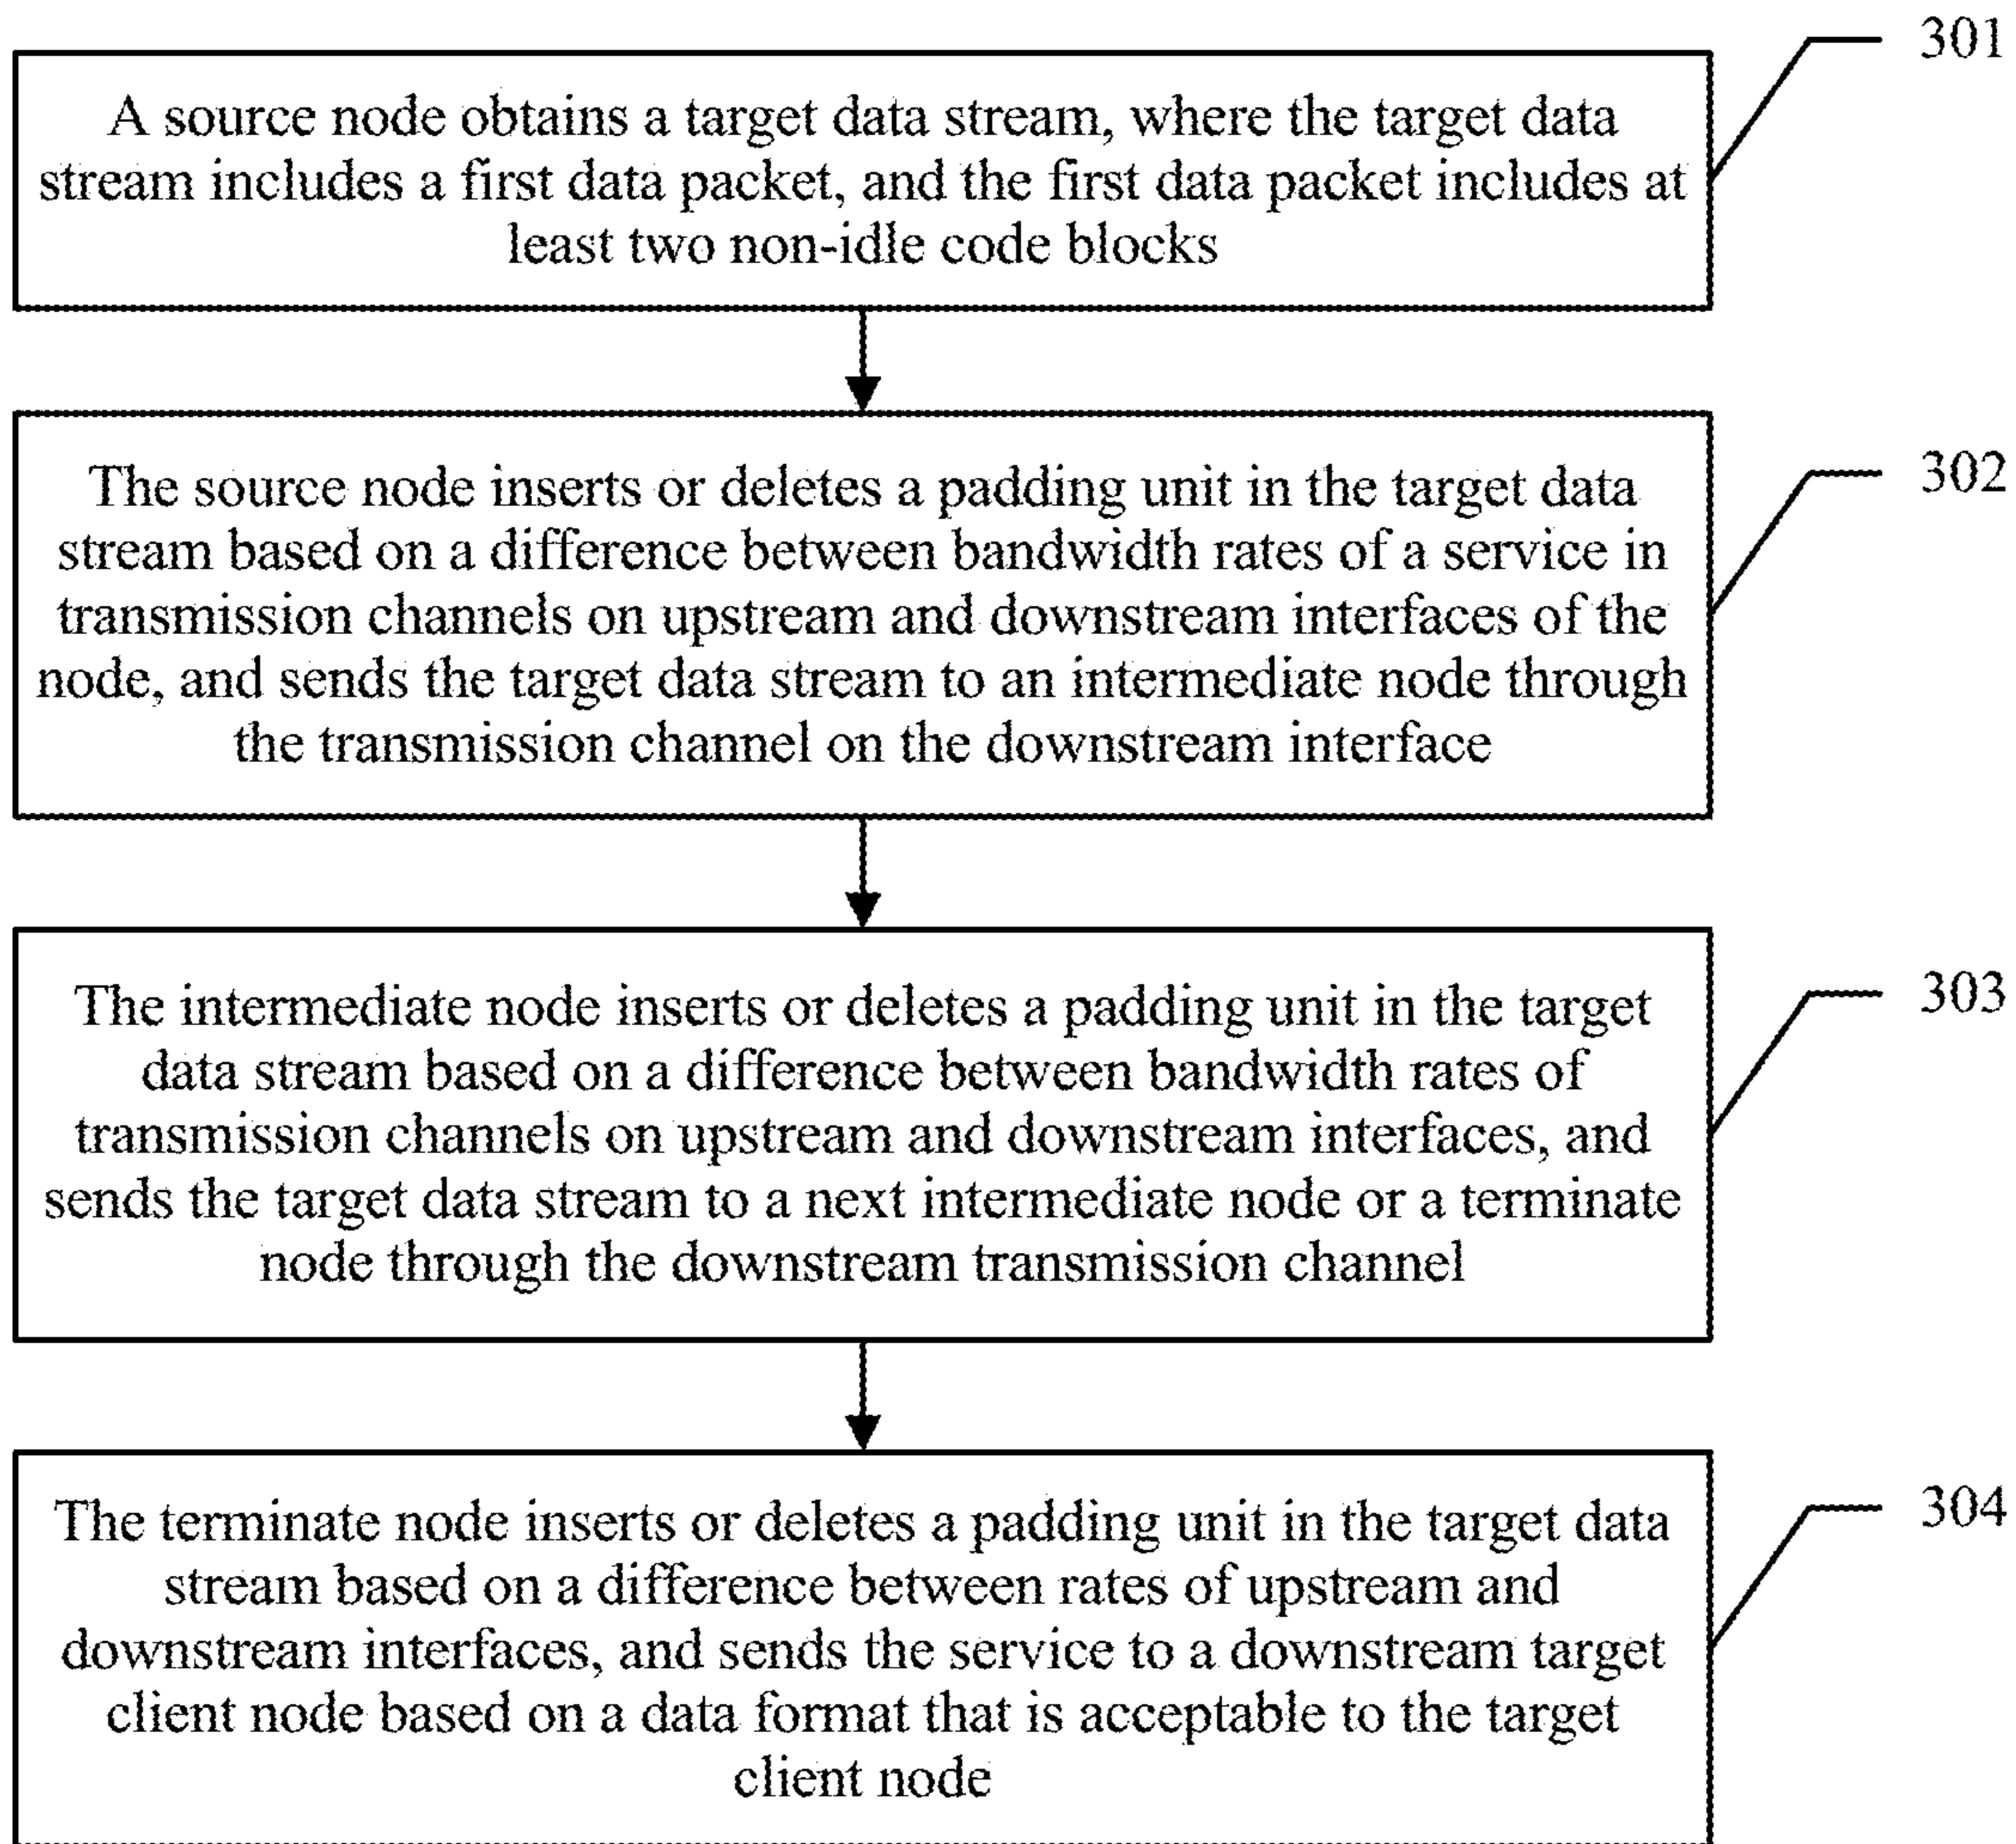 301
A source node obtains a target data stream, where the target data
stream includes a first data packet, and the first data packet includes at
least two non-idle code blocks
302
The source node inserts or deletes a padding unit in the target data
stream based on a difference between bandwidth rates of a service in
transmission channels on upstream and downstream interfaces of the
node, and sends the target data stream to an intermediate node through
the transmission channel on the downstream interface
303
The intermediate node inserts or deletes a padding unit in the target
data stream based on a difference between bandwidth rates of
transmission channels on upstream and downstream interfaces, and
sends the target data stream to a next intermediate node or a terminate
node through the downstream transmission channel
304
The terminate node inserts or deletes a padding unit in the target data
stream based on a difference between rates of upstream and
downstream interfaces, and sends the service to a downstream target
client node based on a data format that is acceptable to the target
client node